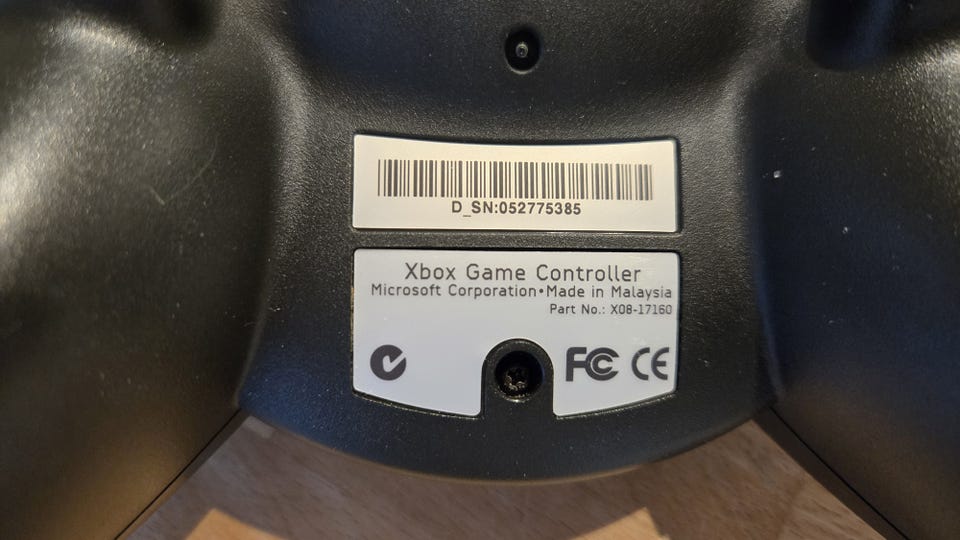 D_SN:052775385
Xbox Game Controller
Microsoft Corporation•Made in Malaysia
Part No.: X08-17160
FC CE